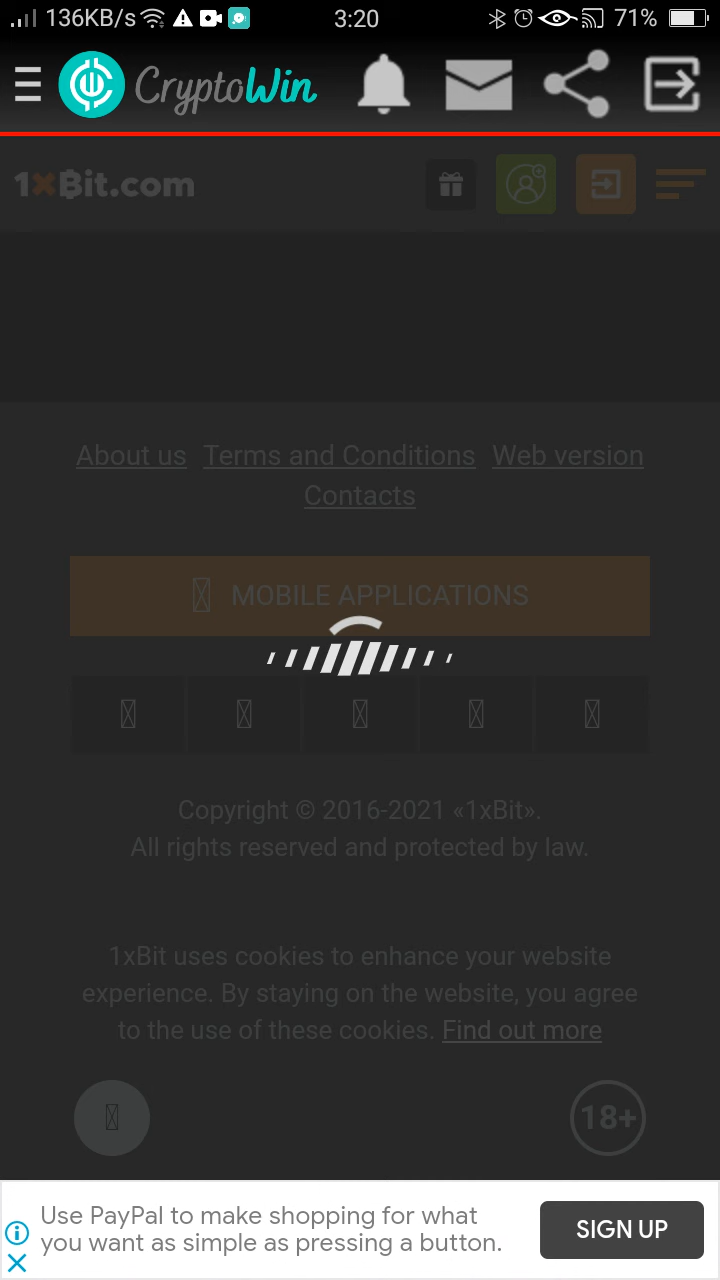 136KB/s 3:20 71%
CryptoWin
1xBit.com
About us Terms and Conditions Web version
Contacts
MOBILE APPLICATIONS
Copyright © 2016-2021 «1xBit».
All rights reserved and protected by law.
1xBit uses cookies to enhance your website
experience. By staying on the website, you agree
to the use of these cookies. Find out more
18+
Use PayPal to make shopping for what
you want as simple as pressing a button.
SIGN UP